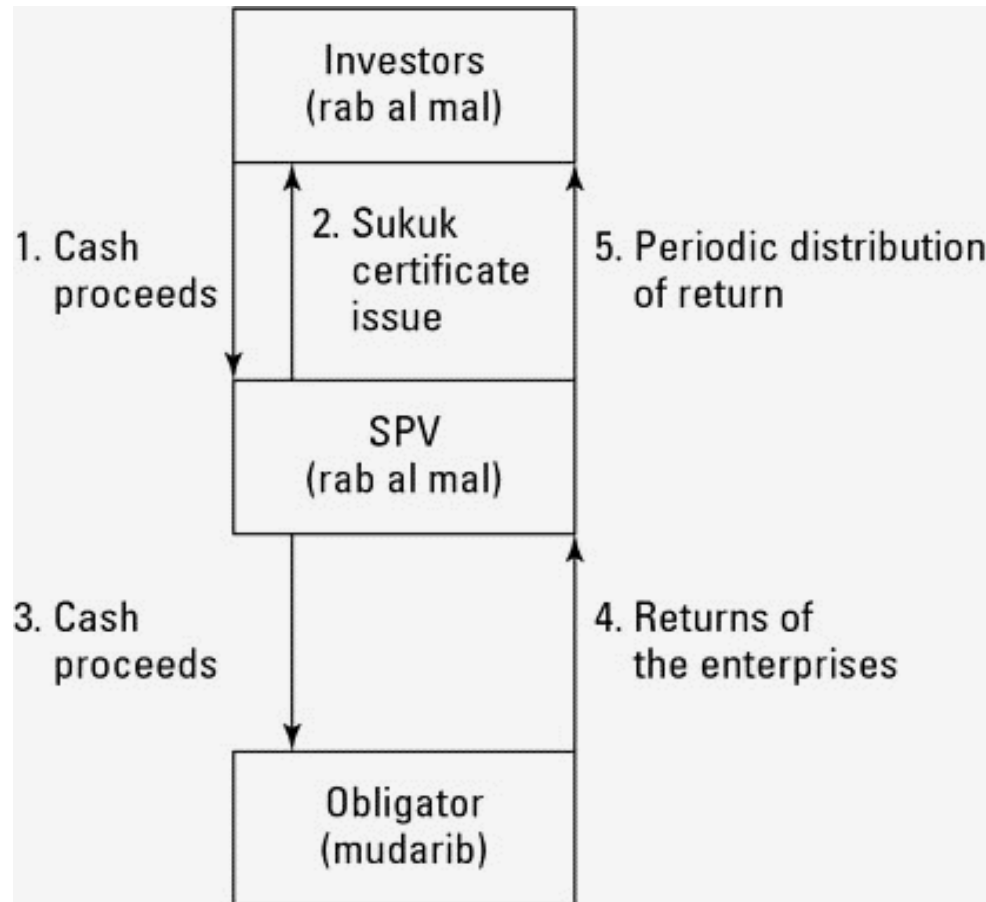 Investors
(rab al mal)
1. Cash
proceeds
2. Sukuk
certificate
issue
5. Periodic distribution
of return
SPV
(rab al mal)
3. Cash
proceeds
4. Returns of
the enterprises
Obligator
(mudarib)